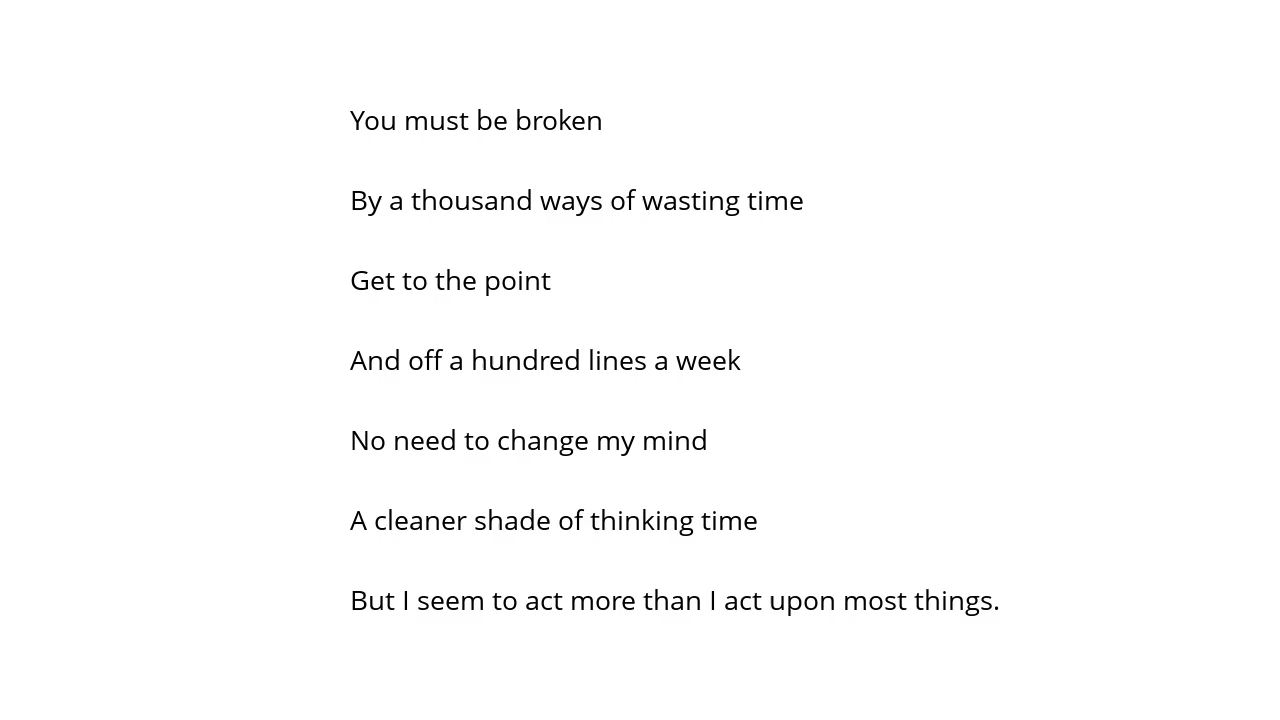 You must be broken
By a thousand ways of wasting time
Get to the point
And off a hundred lines a week
No need to change my mind
A cleaner shade of thinking time
But I seem to act more than I act upon most things.